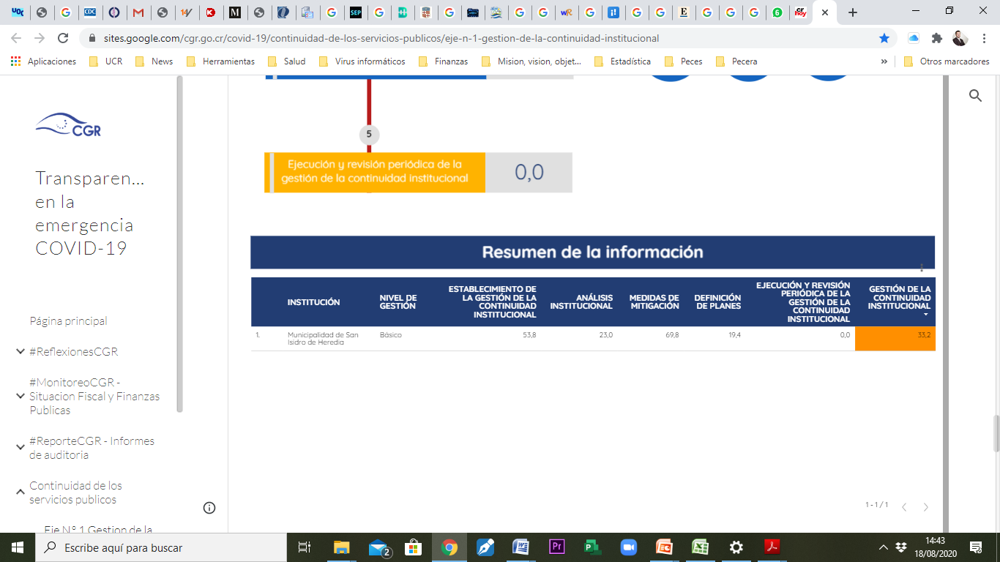 sites.google.com/cgr.go.cr/covid-19/continuidad-de-los-servicios-publicos/eje-n-1-gestion-de-la-continuidad-institucional
Aplicaciones
UCR
News
Herramientas
Salud
Virus informáticos
Finanzas
Mision, vision, objet...
Estadística
Peces
Pecera
»
Otros marcadores
CGR
Transparen...
en la
emergencia
COVID-19
Página principal
#ReflexionesCGR
#MonitoreoCGR -
Situacion Fiscal y Finanzas
Publicas
#ReporteCGR - Informes
de auditoria
Continuidad de los
servicios publicos
Eje N.° 1 Gestion de la
5
Ejecución y revisión periódica de la
gestión de la continuidad institucional
0,0
Resumen de la información
INSTITUCIÓN
NIVEL DE
GESTIÓN
ESTABLECIMIENTO DE
LA GESTIÓN DE LA
CONTINUIDAD
INSTITUCIONAL
ANÁLISIS
INSTITUCIONAL
MEDIDAS DE
MITIGACIÓN
DEFINICIÓN
DE PLANES
EJECUCIÓN Y REVISIÓN
PERIÓDICA DE LA
GESTIÓN DE LA
CONTINUIDAD
INSTITUCIONAL
GESTIÓN DE LA
CONTINUIDAD
INSTITUCIONAL
1.
Municipalidad de San
Isidro de Heredia
Básico
53,8
23,0
69,8
19,4
0,0
33,2
1 - 1 / 1
Escribe aquí para buscar
2
14:43
18/08/2020